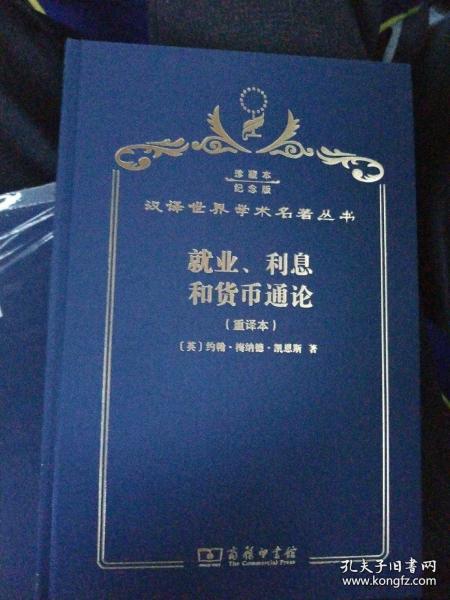 珍藏本
纪念版
汉译世界学术名著丛书
就业、利息
和货币通论
(重译本)
〔英〕约翰·梅纳德·凯恩斯 著
商务印书馆
The Commercial Press
孔夫子旧书网
www.kongfz.com